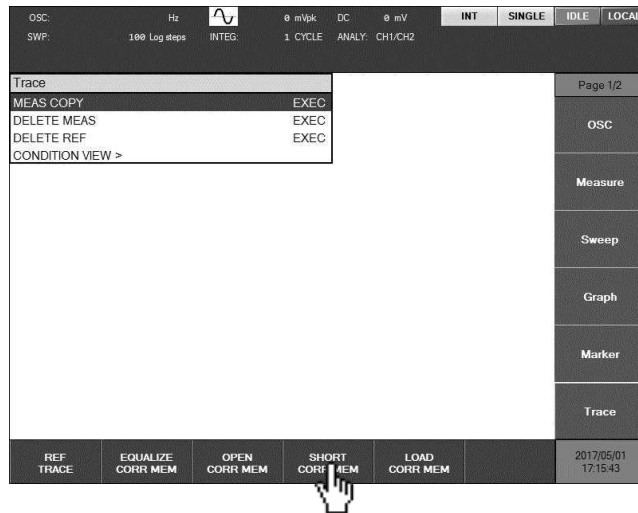 OSC: Hz 0 mVpk DC 0 mV INT SINGLE IDLE LOCAL
SWP: 100 Log steps INTEG: 1 CYCLE ANALY: CH1/CH2
Trace
MEAS COPY EXEC
DELETE MEAS EXEC
DELETE REF EXEC
CONDITION VIEW >
Page 1/2
OSC
Measure
Sweep
Graph
Marker
Trace
REF TRACE
EQUALIZE CORR MEM
OPEN CORR MEM
SHORT CORR MEM
LOAD CORR MEM
2017/05/01
17:15:43